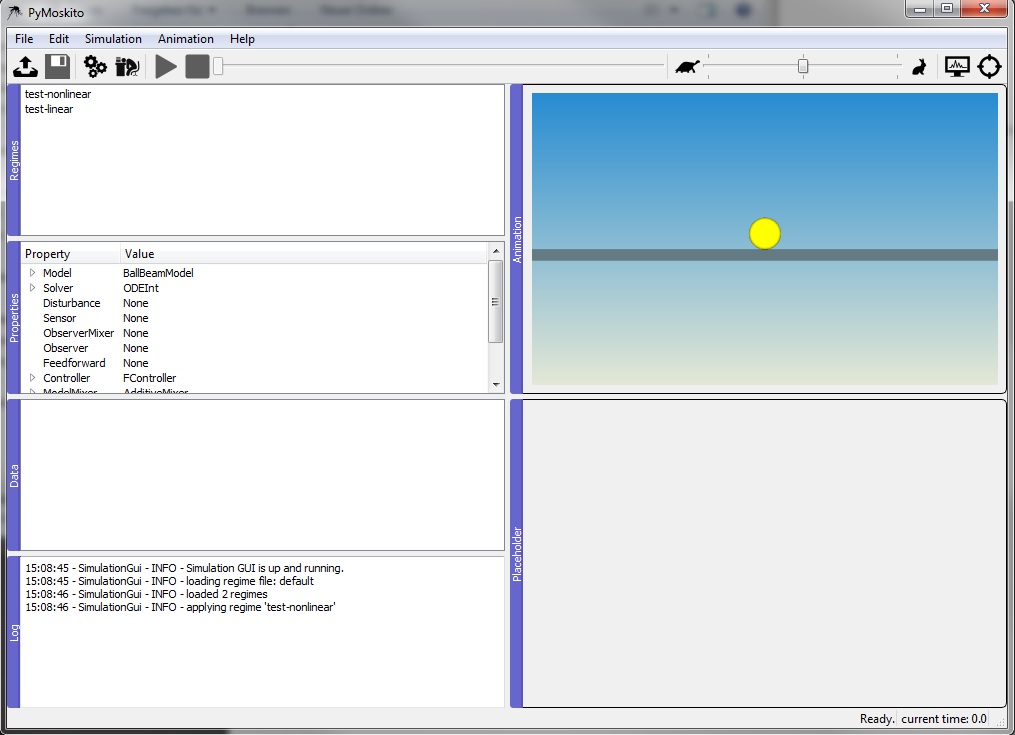 PyMoskito
File Edit Simulation Animation Help
Regimes
test-nonlinear
test-linear
Properties
Property Value
Model BallBeamModel
Solver ODEInt
Disturbance None
Sensor None
ObserverMixer None
Observer None
Feedforward None
Controller FController
ModelMixer AdditiveMixer
Data
Log
15:08:45 - SimulationGui - INFO - Simulation GUI is up and running.
15:08:45 - SimulationGui - INFO - loading regime file: default
15:08:46 - SimulationGui - INFO - loaded 2 regimes
15:08:46 - SimulationGui - INFO - applying regime 'test-nonlinear'
Animation
Placeholder
Ready. current time: 0.0